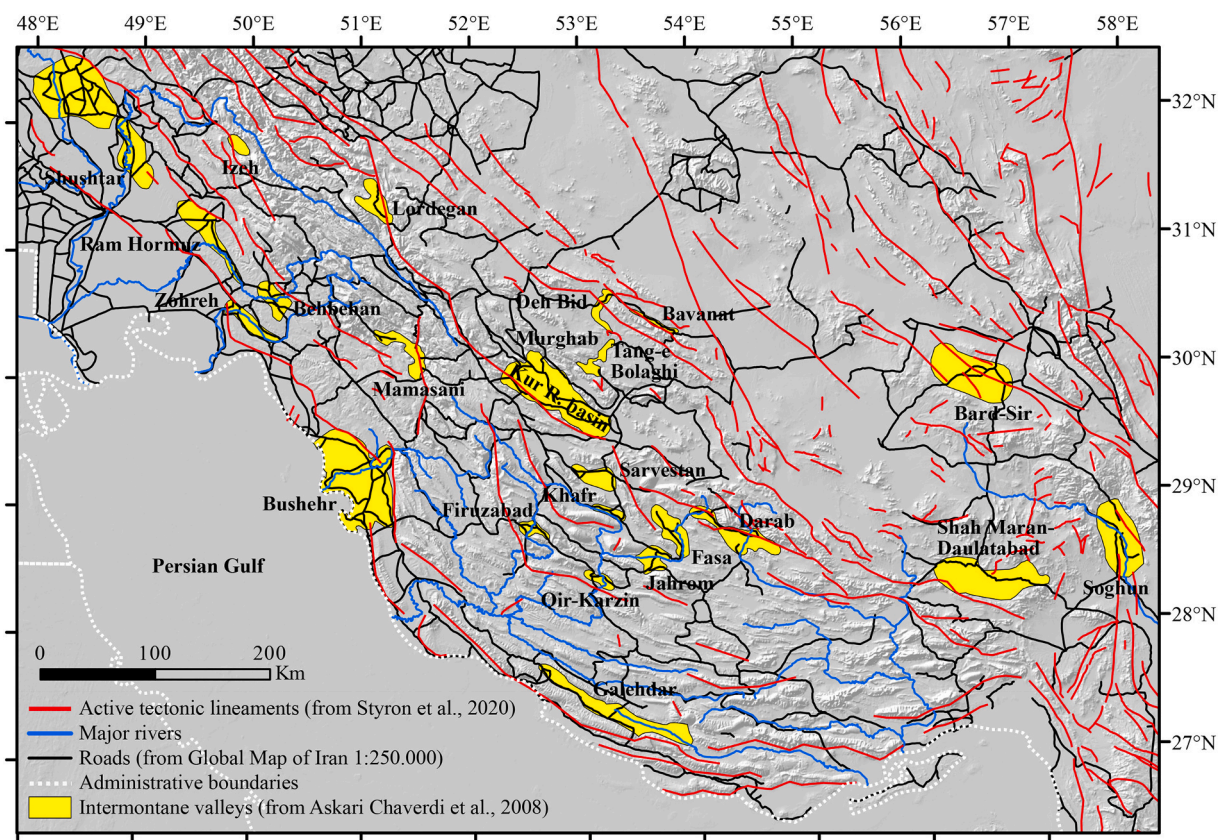 48°E 49°E 50°E 51°E 52°E 53°E 54°E 55°E 56°E 57°E 58°E
32°N
Izeh
Shushtar
Lordegan
31°N
Ram Hormuz
Zohreh
Behbehan
Deh Bid
Bavanat
Murghab
Tang-e
Bolaghi
30°N
Mamasani
Kur R. basin
Bard-Sir
Sarvestan
29°N
Khafr
Bushehr
Firuzabad
Darab
Shah Maran-
Daulatabad
Fasa
Persian Gulf
Jahrom
Soghun
Qir-Karzin
28°N
0 100 200
Km
Galehdar
Active tectonic lineaments (from Styron et al., 2020)
Major rivers
27°N
Roads (from Global Map of Iran 1:250.000)
Administrative boundaries
Intermontane valleys (from Askari Chaverdi et al., 2008)